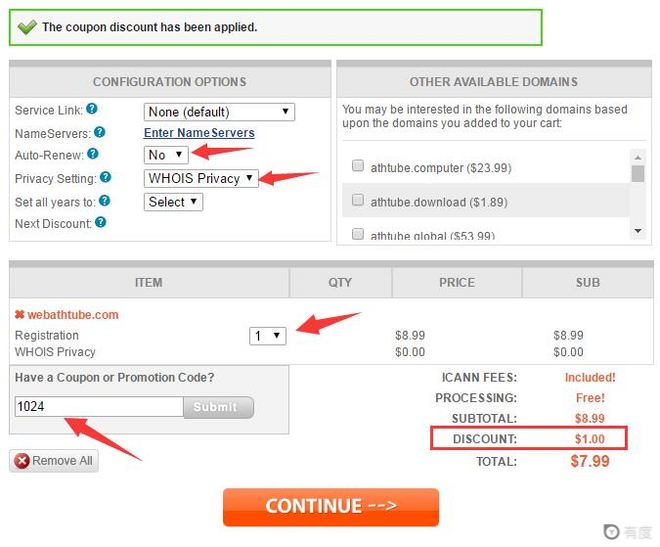 The coupon discount has been applied.
CONFIGURATION OPTIONS
Service Link: ? None (default)
NameServers: ? Enter NameServers
Auto-Renew: ? No
Privacy Setting: ? WHOIS Privacy
Set all years to: ? Select
Next Discount: ?
OTHER AVAILABLE DOMAINS
You may be interested in the following domains based
upon the domains you added to your cart:
athtube.computer ($23.99)
athtube.download ($1.89)
athtube.global ($53.99)
ITEM QTY PRICE SUB
webathtube.com
Registration 1 $8.99 $8.99
WHOIS Privacy $0.00 $0.00
Have a Coupon or Promotion Code?
1024 Submit
Remove All
ICANN FEES: Included!
PROCESSING: Free!
SUBTOTAL: $8.99
DISCOUNT: $1.00
TOTAL: $7.99
CONTINUE -->
有度